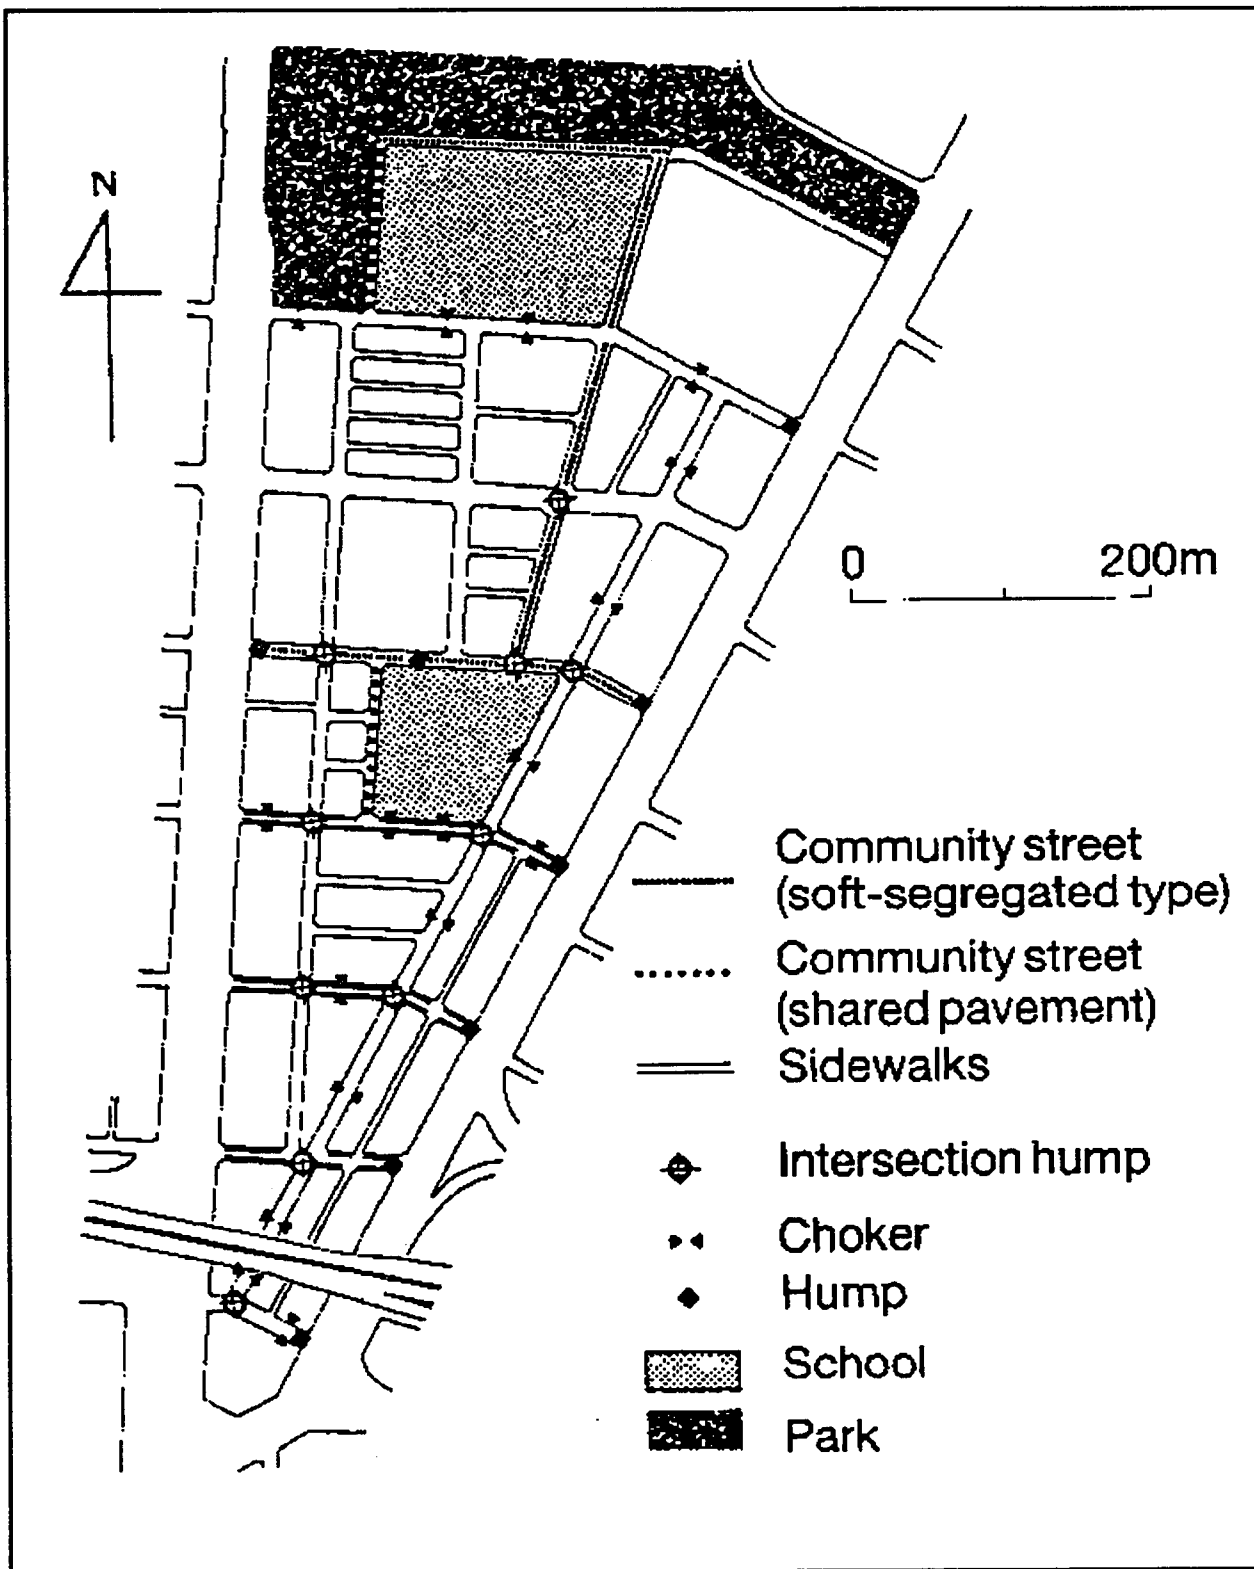 N
0 200m
Community street
(soft-segregated type)
Community street
(shared pavement)
Sidewalks
Intersection hump
Choker
Hump
School
Park